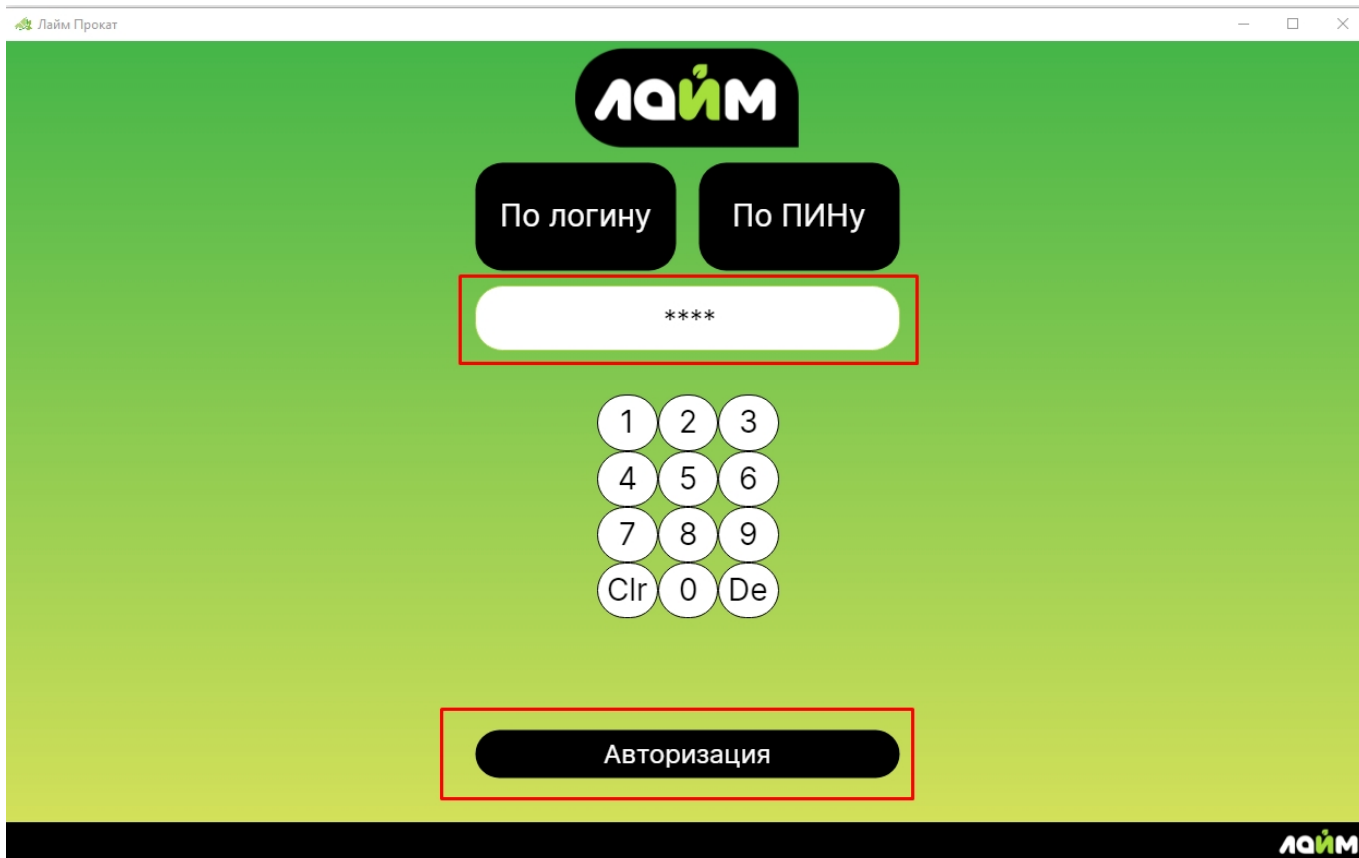 Лайм Прокат
лайм
По логину
По ПИНу
****
1 2 3
4 5 6
7 8 9
Clr 0 De
Авторизация
лайм